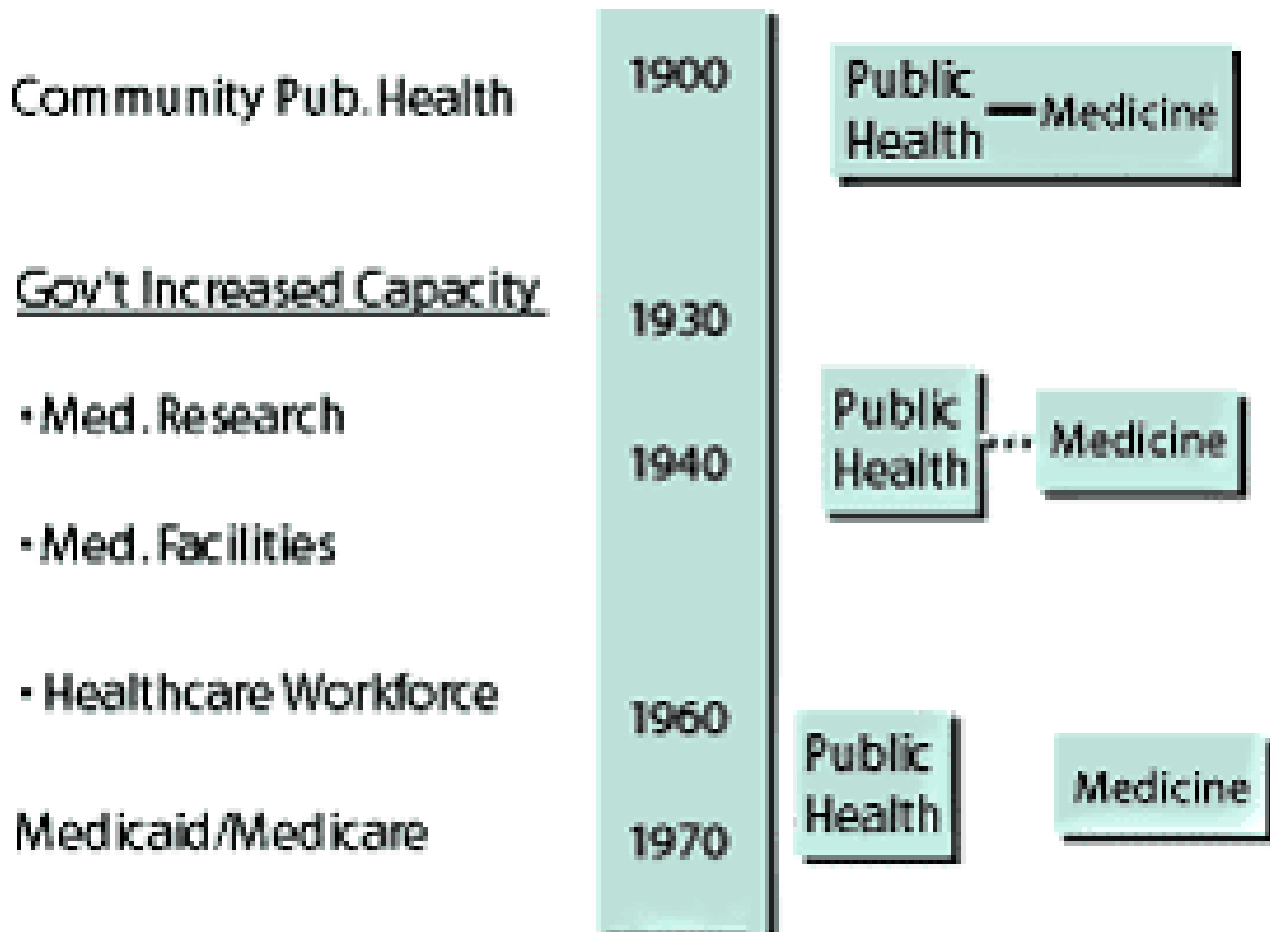 Community Pub. Health
Gov't Increased Capacity
•Med. Research
•Med. Facilities
• Healthcare Workforce
Medicaid/Medicare
1900
1930
1940
1960
1970
Public
Health — Medicine
Public
Health
... Medicine
Public
Health
Medicine